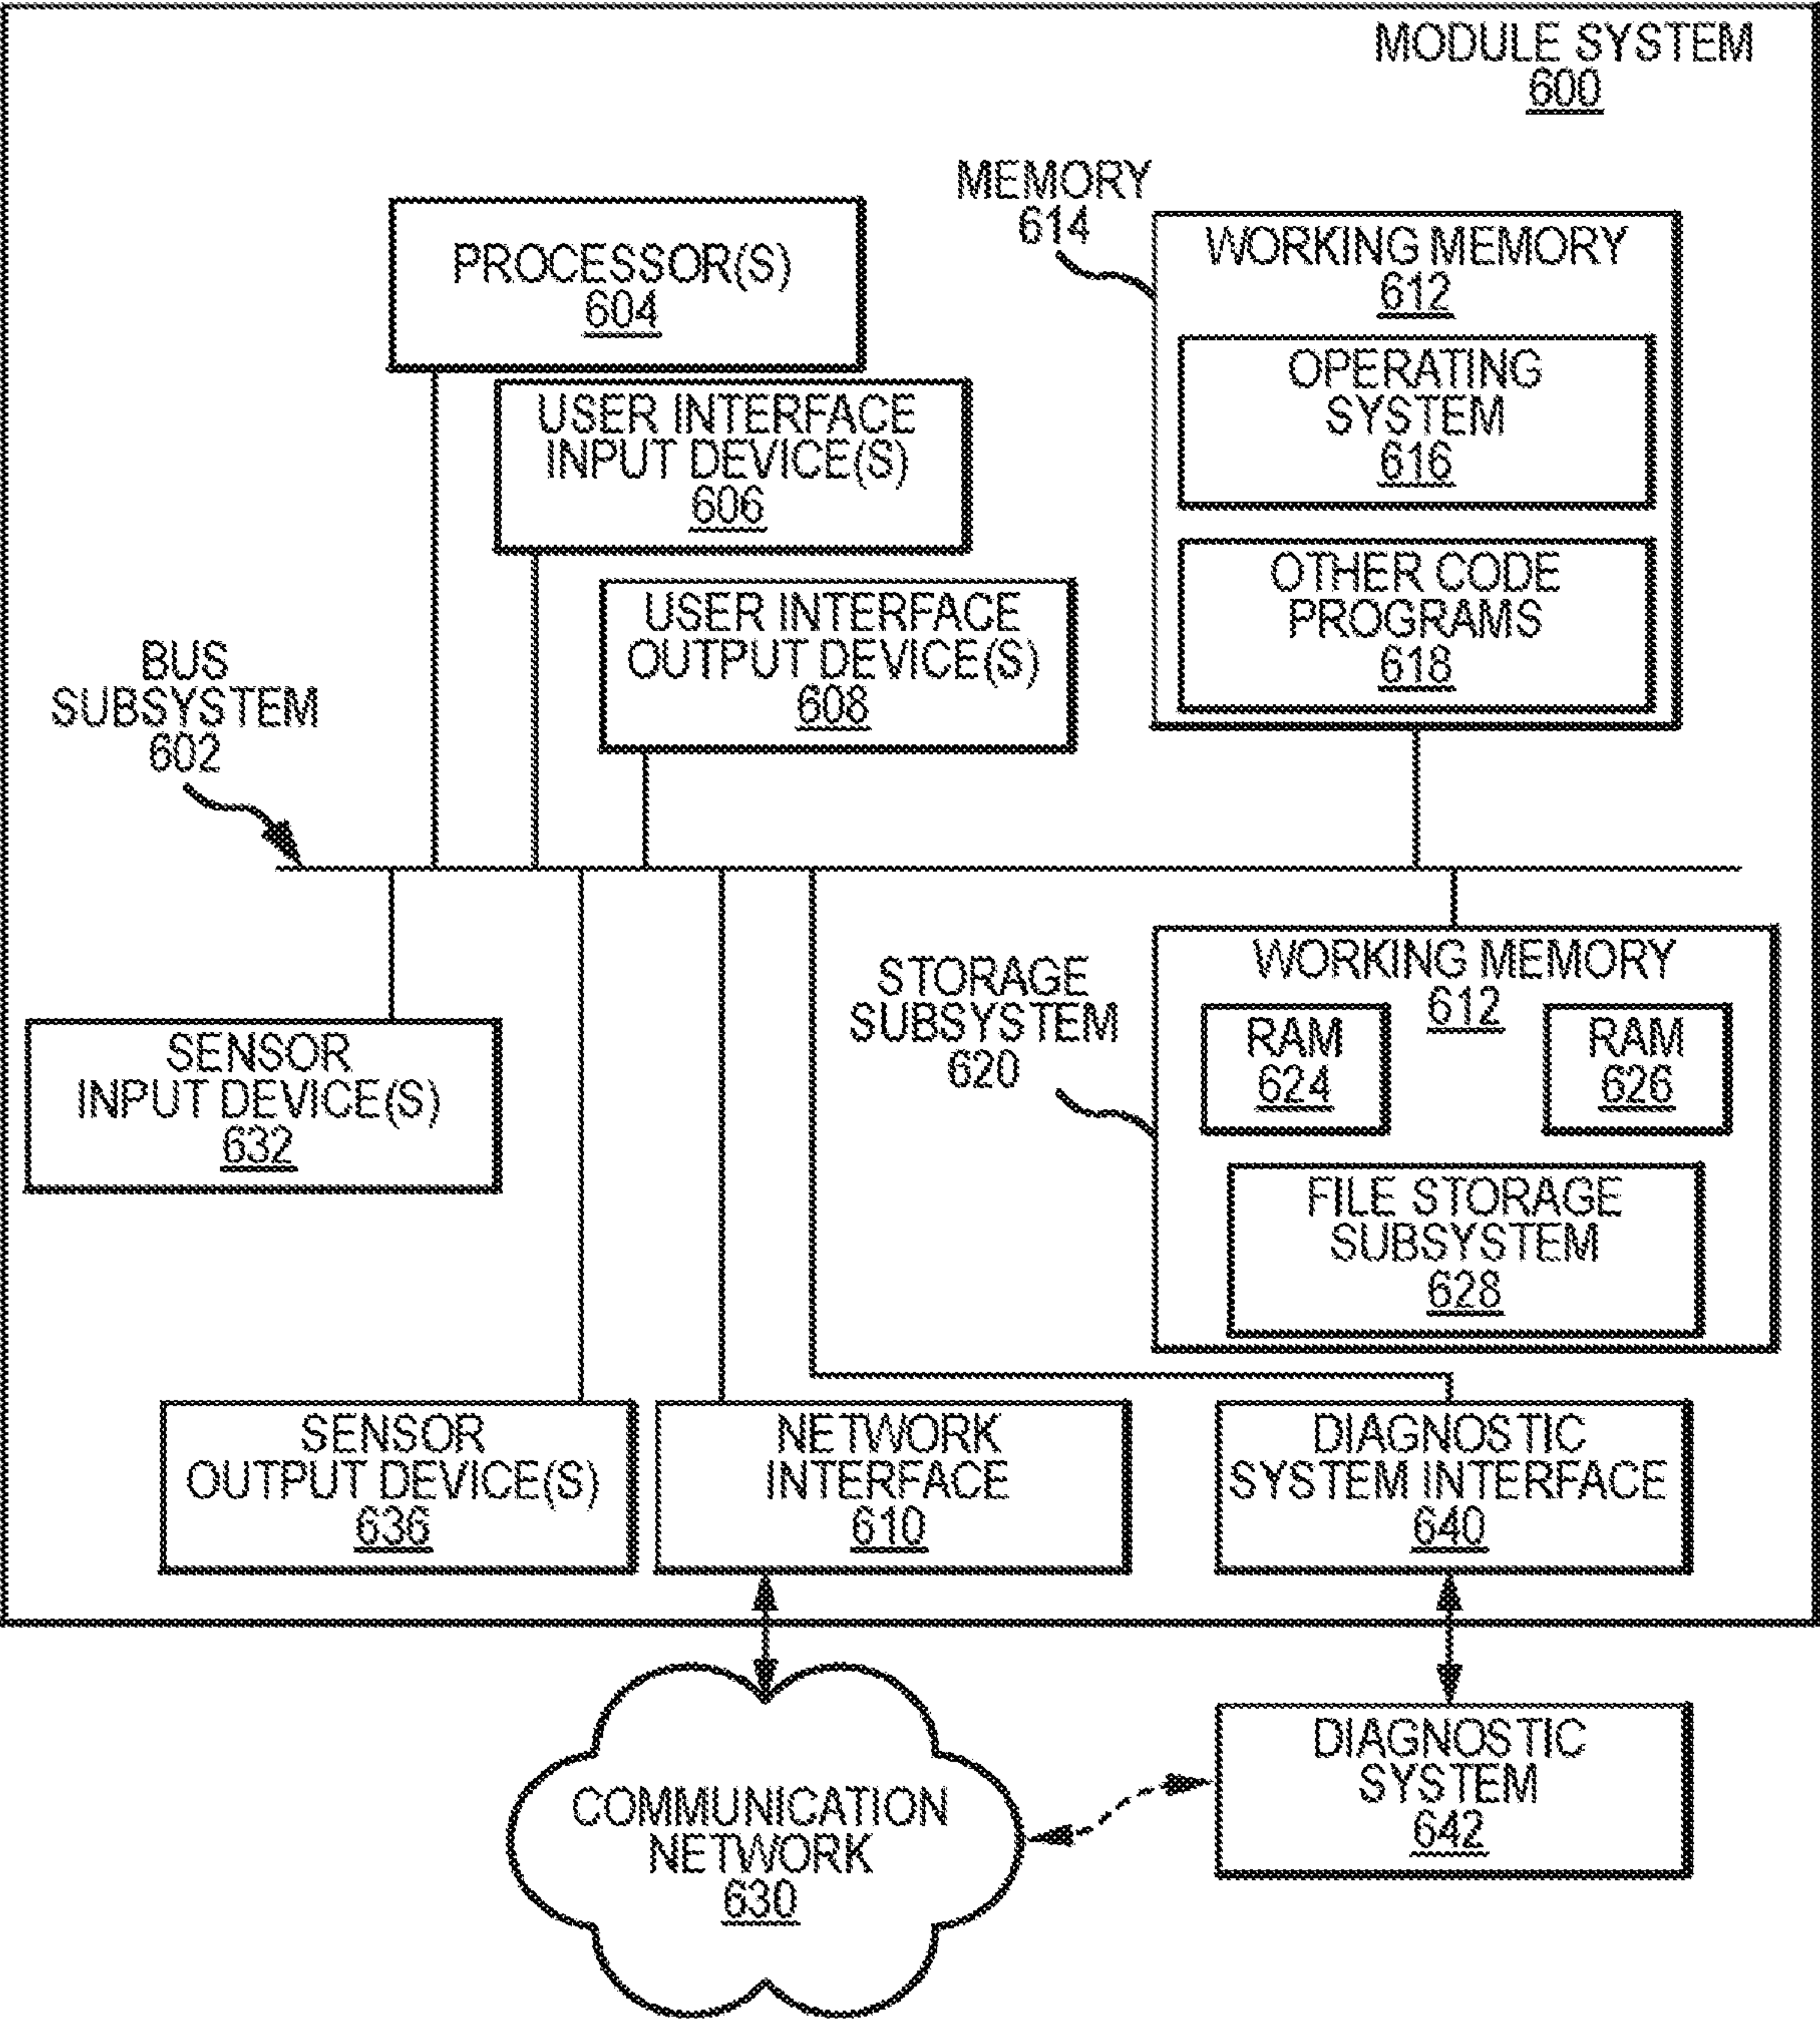 MODULE SYSTEM
600
MEMORY
614
WORKING MEMORY
612
OPERATING
SYSTEM
616
OTHER CODE
PROGRAMS
618
PROCESSOR(S)
604
USER INTERFACE
INPUT DEVICE(S)
606
USER INTERFACE
OUTPUT DEVICE(S)
608
BUS
SUBSYSTEM
602
STORAGE
SUBSYSTEM
620
WORKING MEMORY
612
RAM
624
RAM
626
FILE STORAGE
SUBSYSTEM
628
SENSOR
INPUT DEVICE(S)
632
SENSOR
OUTPUT DEVICE(S)
636
NETWORK
INTERFACE
610
DIAGNOSTIC
SYSTEM INTERFACE
640
COMMUNICATION
NETWORK
630
DIAGNOSTIC
SYSTEM
642